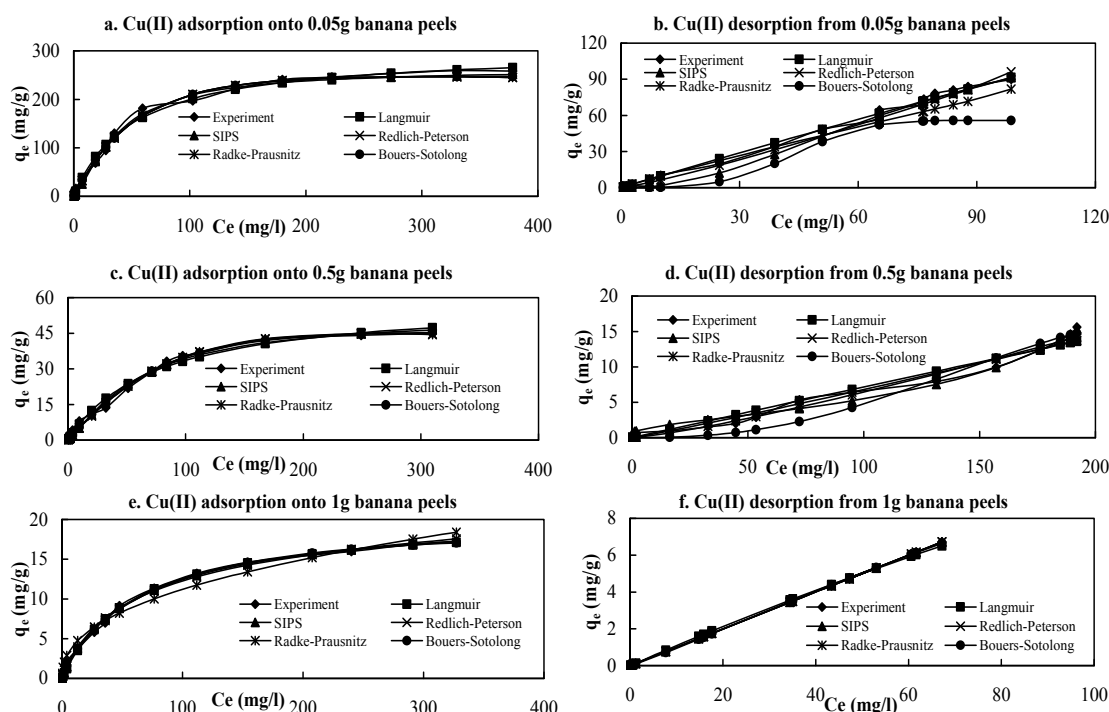 a. Cu(II) adsorption onto 0.05g banana peels
300
200
100
0
qe (mg/g)
Experiment Langmuir
SIPS Redlich-Peterson
Radke-Prausnitz Bouers-Sotolong
0 100 200 300 400
Ce (mg/l)
b. Cu(II) desorption from 0.05g banana peels
120
90
60
30
0
qe (mg/g)
Experiment Langmuir
SIPS Redlich-Peterson
Radke-Prausnitz Bouers-Sotolong
0 30 60 90 120
Ce (mg/l)
c. Cu(II) adsorption onto 0.5g banana peels
60
45
30
15
0
qe (mg/g)
Experiment Langmuir
SIPS Redlich-Peterson
Radke-Prausnitz Bouers-Sotolong
0 100 200 300 400
Ce (mg/l)
d. Cu(II) desorption from 0.5g banana peels
20
15
10
5
0
qe (mg/g)
Experiment Langmuir
SIPS Redlich-Peterson
Radke-Prausnitz Bouers-Sotolong
0 50 100 150 200
Ce (mg/l)
e. Cu(II) adsorption onto 1g banana peels
20
15
10
5
0
qe (mg/g)
Experiment Langmuir
SIPS Redlich-Peterson
Radke-Prausnitz Bouers-Sotolong
0 100 200 300 400
Ce (mg/l)
f. Cu(II) desorption from 1g banana peels
8
6
4
2
0
qe (mg/g)
Experiment Langmuir
SIPS Redlich-Peterson
Radke-Prausnitz Bouers-Sotolong
0 20 40 60 80 100
Ce (mg/l)